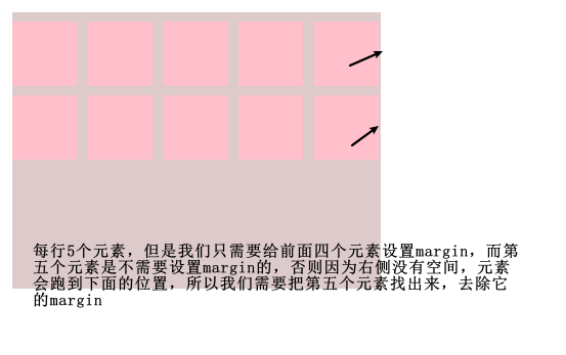 每行5个元素，但是我们只需要给前面四个元素设置margin，而第
五个元素是不需要设置margin的，否则因为右侧没有空间，元素
会跑到下面的位置，所以我们需要把第五个元素找出来，去除它
的margin